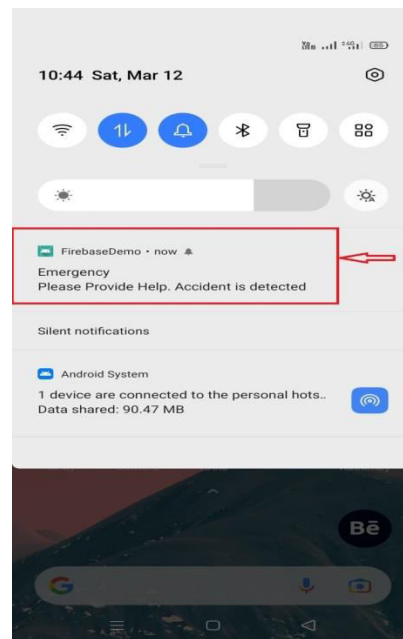 10:44 Sat, Mar 12
FirebaseDemo • now
Emergency
Please Provide Help. Accident is detected
Silent notifications
Android System
1 device are connected to the personal hots..
Data shared: 90.47 MB
Bē
G